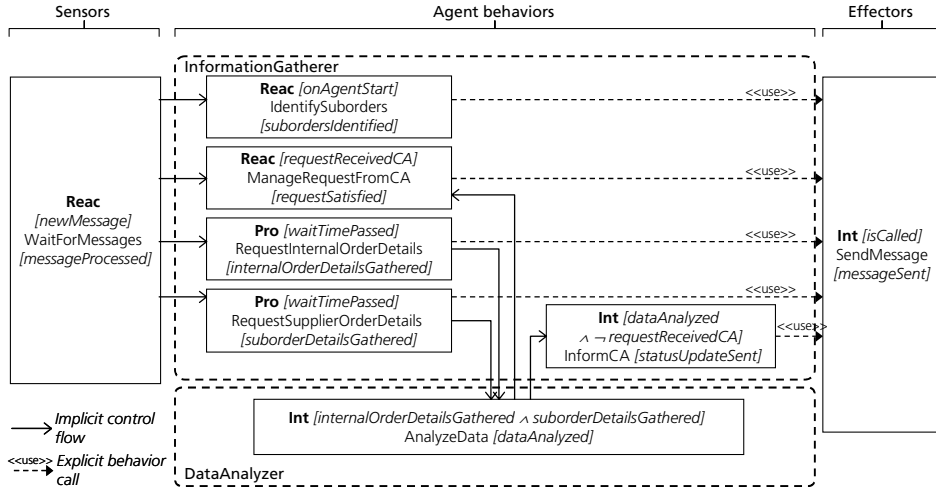 Sensors
Agent behaviors
Effectors
InformationGatherer
Reac [onAgentStart]
IdentifySuborders
[subordersIdentified]
<<use>>
Reac [requestReceivedCA]
ManageRequestFromCA
[requestSatisfied]
<<use>>
Reac
[newMessage]
WaitForMessages
[messageProcessed]
Pro [waitTimePassed]
RequestInternalOrderDetails
[internalOrderDetailsGathered]
<<use>>
Int [isCalled]
SendMessage
[messageSent]
Pro [waitTimePassed]
RequestSupplierOrderDetails
[suborderDetailsGathered]
<<use>>
Int [dataAnalyzed
∧ ¬ requestReceivedCA]
InformCA [statusUpdateSent]
<<use>>
Int [internalOrderDetailsGathered ∧ suborderDetailsGathered]
AnalyzeData [dataAnalyzed]
DataAnalyzer
Implicit control
flow
<<use>> Explicit behavior
call